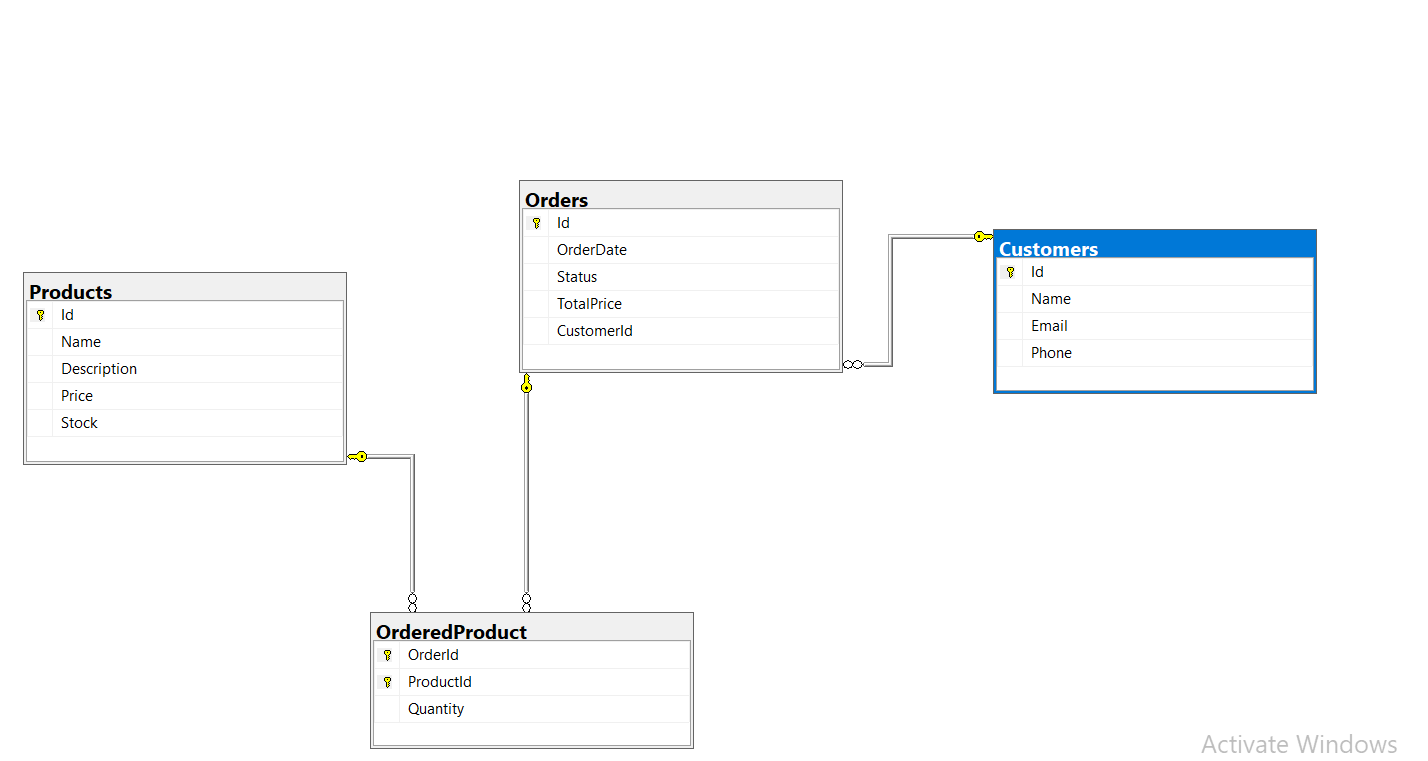 Orders
Id
OrderDate
Status
TotalPrice
CustomerId
Customers
Id
Name
Email
Phone
Products
Id
Name
Description
Price
Stock
OrderedProduct
OrderId
ProductId
Quantity
Activate Windows